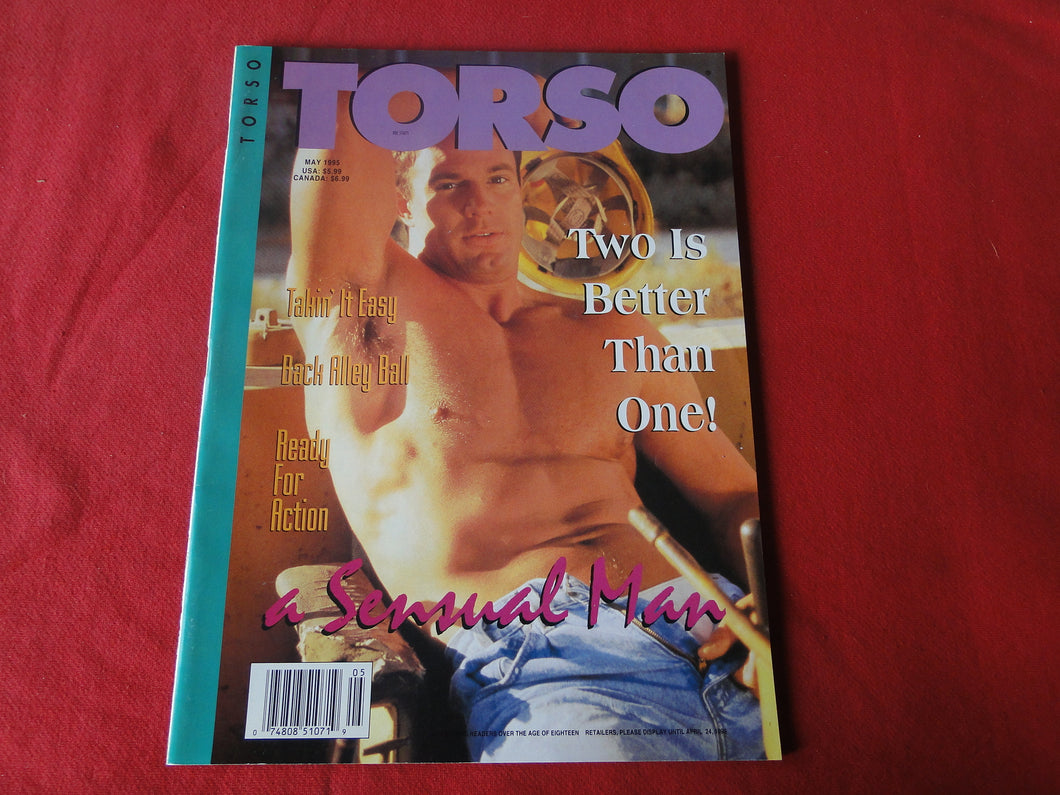 TORSO
TORSO
MAY 1995
USA: $5.99
CANADA: $6.99
Two Is
Better
Than
One!
Takin' It Easy
Back Alley Ball
Ready
For
Action
a Sensual Man
05
0 74808 51071 9
READERS OVER THE AGE OF EIGHTEEN RETAILERS, PLEASE DISPLAY UNTIL APRIL 24,